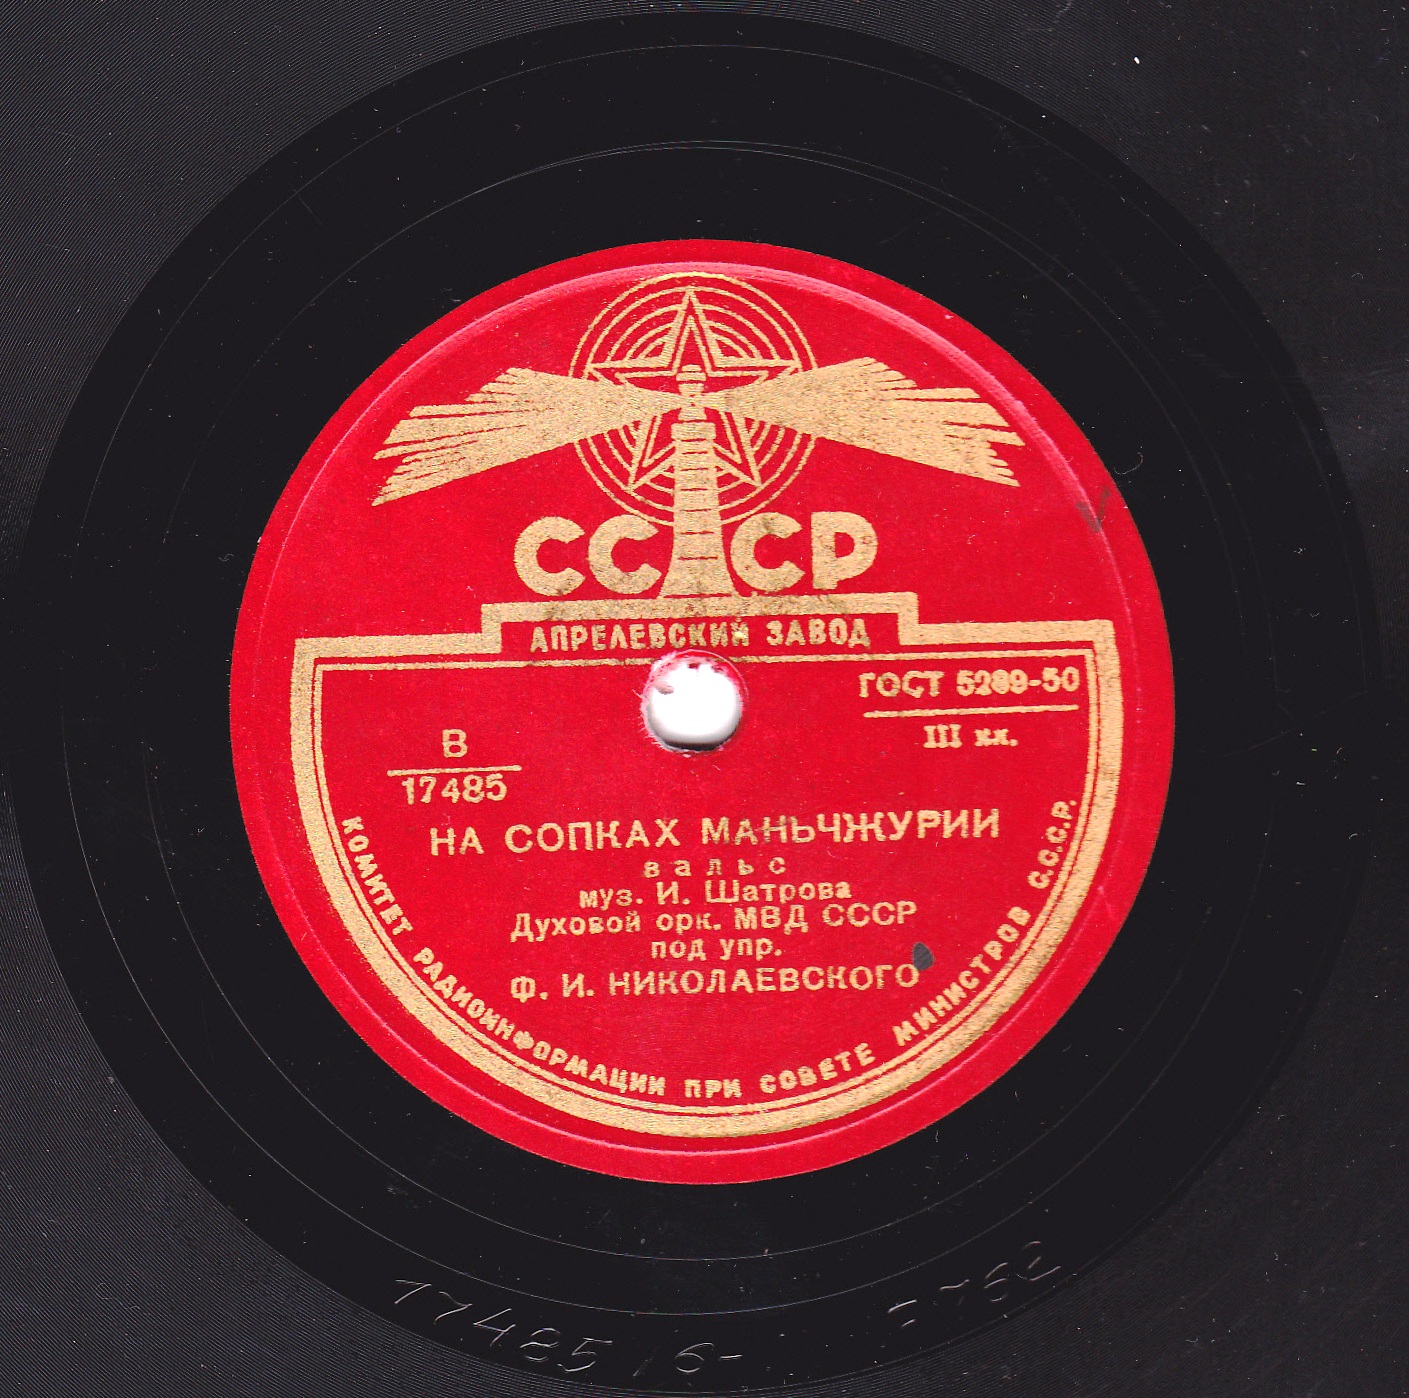 СССР
АПРЕЛЕВСКИЙ ЗАВОД
ГОСТ 5289-50
III кл.
В
17485
НА СОПКАХ МАНЬЧЖУРИИ
вальс
муз. И. Шатрова
Духовой орк. МВД СССР
под упр.
Ф. И. НИКОЛАЕВСКОГО
КОМИТЕТ РАДИОИНФОРМАЦИИ ПРИ СОВЕТЕ МИНИСТРОВ С.С.С.Р.
17485 /6-